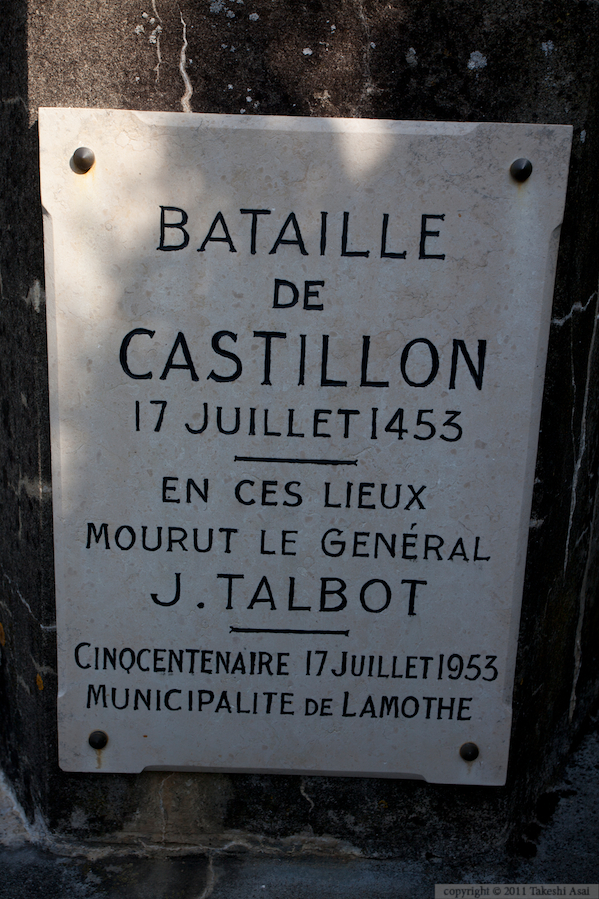 BATAILLE
DE
CASTILLON
17 JUILLET 1453
EN CES LIEUX
MOURUT LE GENÉRAL
J. TALBOT
CINQCENTENAIRE 17 JUILLET 1953
MUNICIPALITE DE LAMOTHE
copyright © 2011 Takeshi Asai